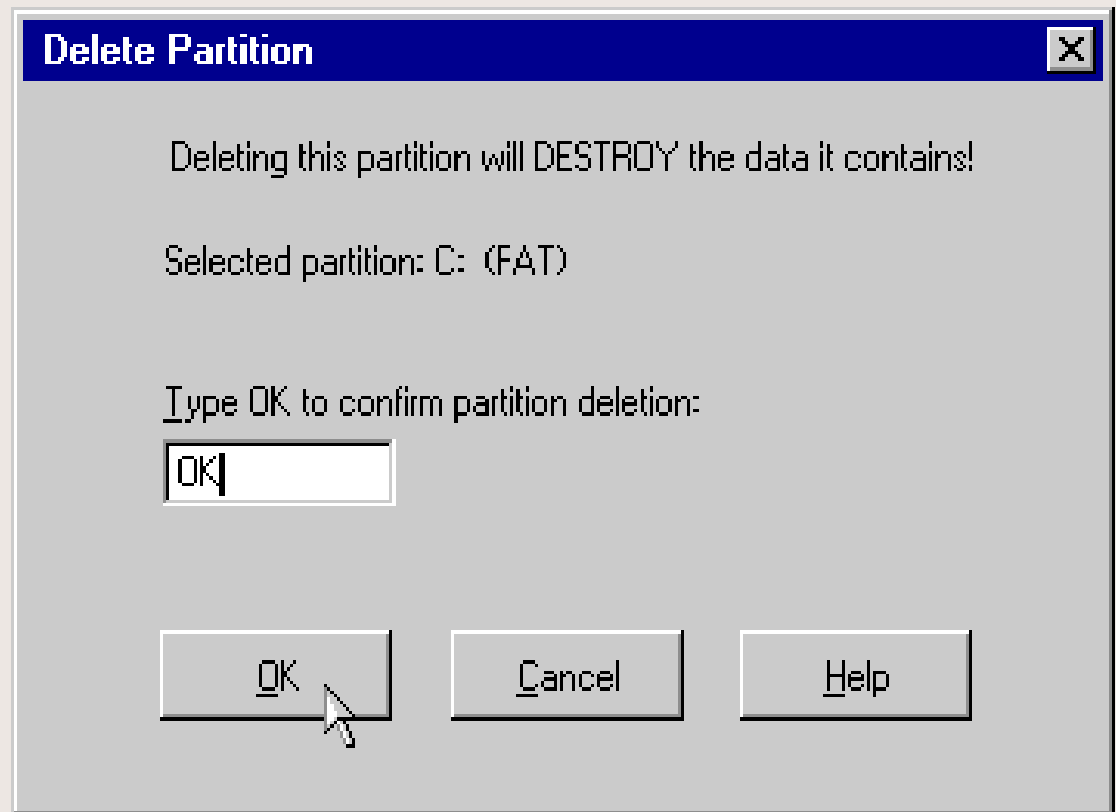 Delete Partition
Deleting this partition will DESTROY the data it contains!
Selected partition: C: (FAT)
Type OK to confirm partition deletion:
OK
OK Cancel Help